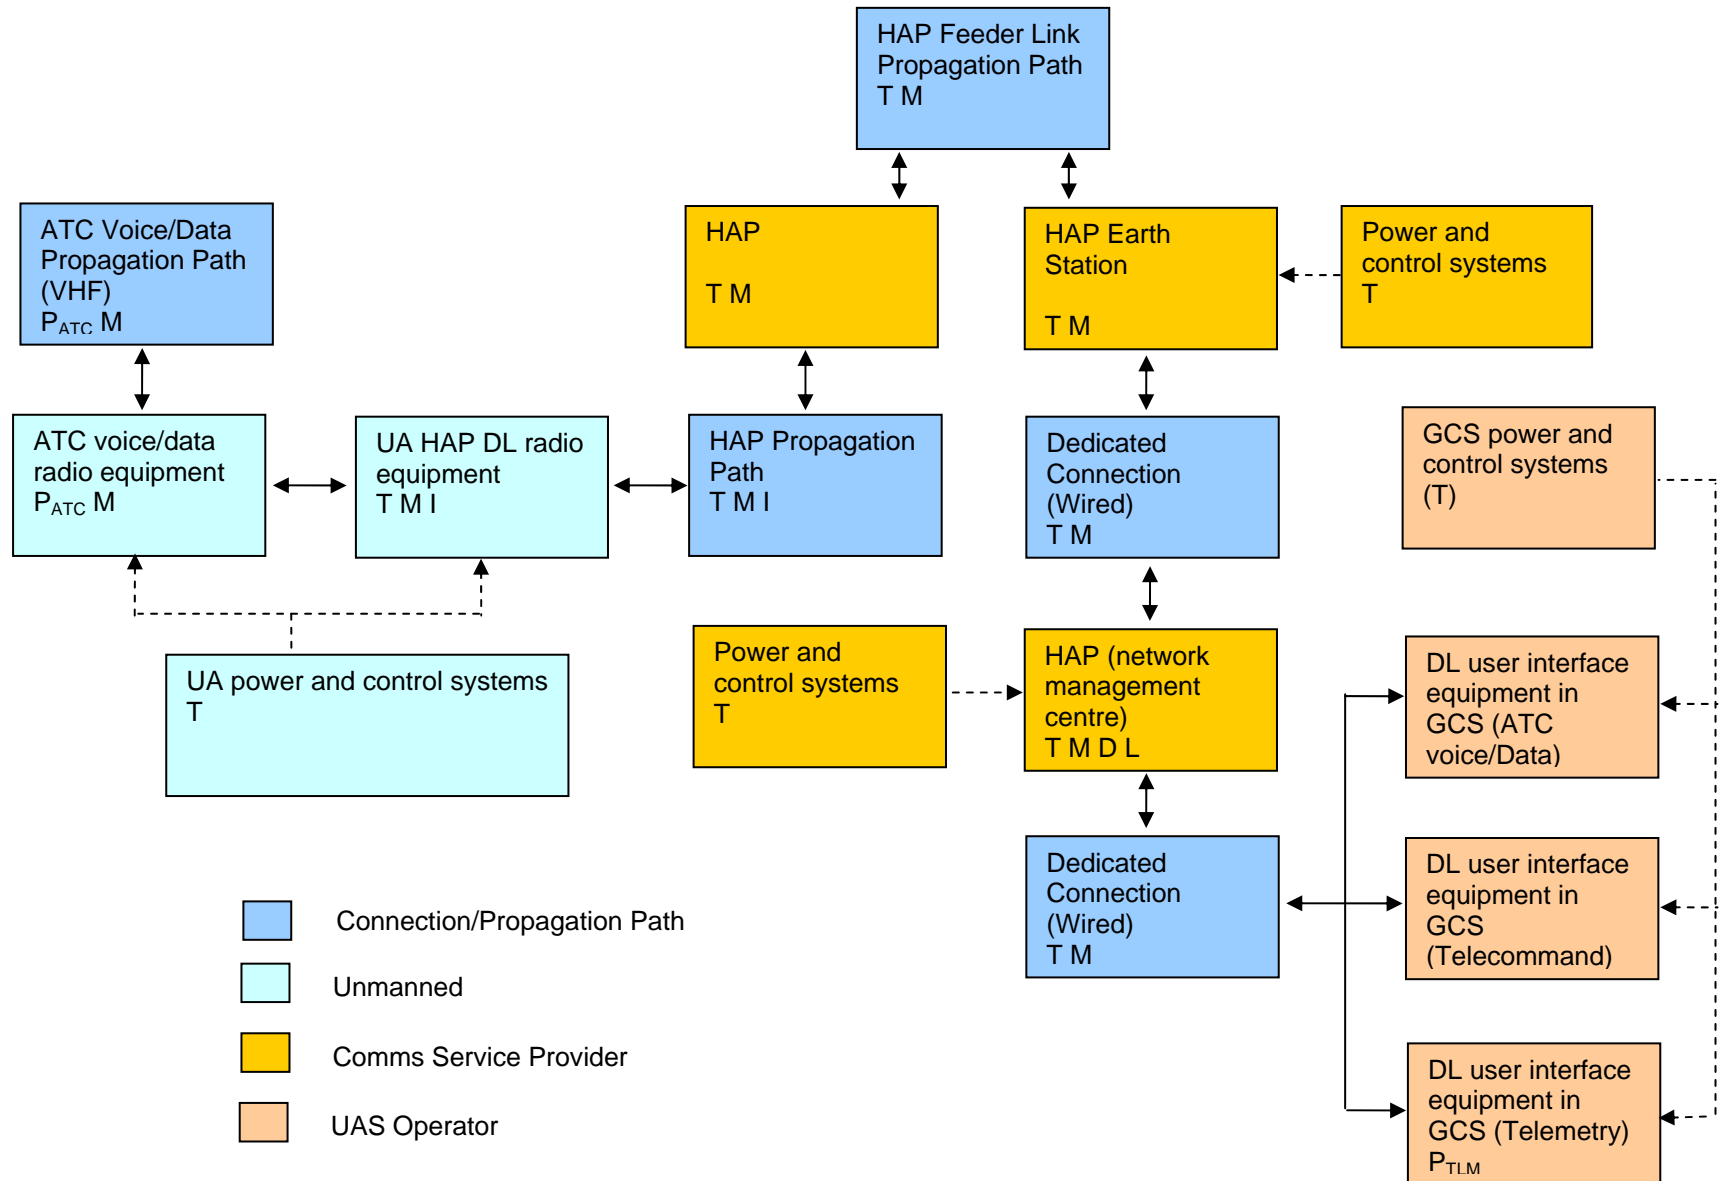 HAP Feeder Link
Propagation Path
T M
ATC Voice/Data
Propagation Path
(VHF)
PATC M
HAP
T M
HAP Earth
Station
T M
Power and
control systems
T
ATC voice/data
radio equipment
PATC M
UA HAP DL radio
equipment
T M I
HAP Propagation
Path
T M I
Dedicated
Connection
(Wired)
T M
GCS power and
control systems
(T)
UA power and control systems
T
Power and
control systems
T
HAP (network
management
centre)
T M D L
DL user interface
equipment in
GCS (ATC
voice/Data)
Dedicated
Connection
(Wired)
T M
DL user interface
equipment in
GCS
(Telecommand)
DL user interface
equipment in
GCS (Telemetry)
PTLM
Connection/Propagation Path
Unmanned
Comms Service Provider
UAS Operator